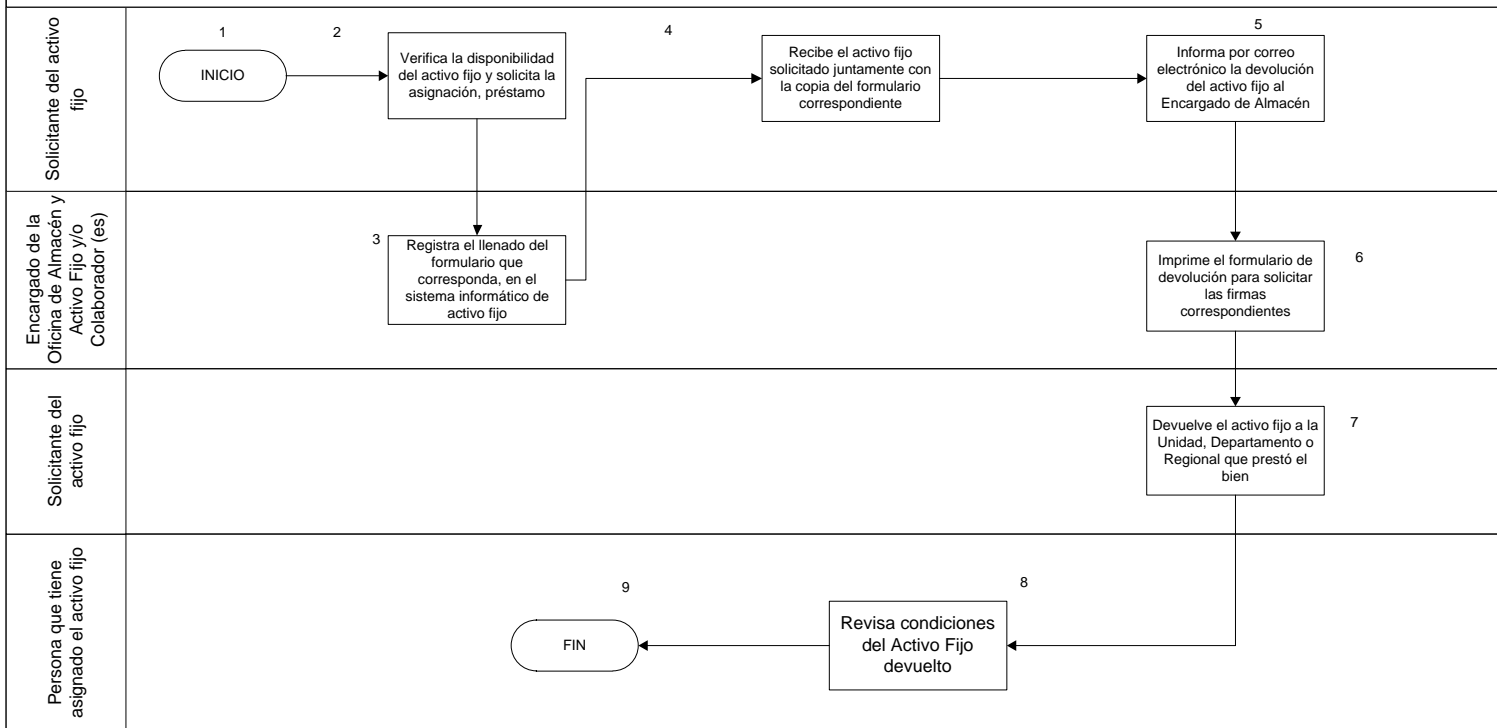 Solicitante del activo
fijo
1
INICIO
2
Verifica la disponibilidad
del activo fijo y solicita la
asignación, préstamo
4
Recibe el activo fijo
solicitado juntamente con
la copia del formulario
correspondiente
5
Informa por correo
electrónico la devolución
del activo fijo al
Encargado de Almacén
Encargado de la
Oficina de Almacén y
Activo Fijo y/o
Colaborador (es)
3
Registra el llenado del
formulario que
corresponda, en el
sistema informático de
activo fijo
Imprime el formulario de
devolución para solicitar
las firmas
correspondientes
6
Solicitante del
activo fijo
Devuelve el activo fijo a la
Unidad, Departamento o
Regional que prestó el
bien
7
Persona que tiene
asignado el activo fijo
9
FIN
8
Revisa condiciones
del Activo Fijo
devuelto